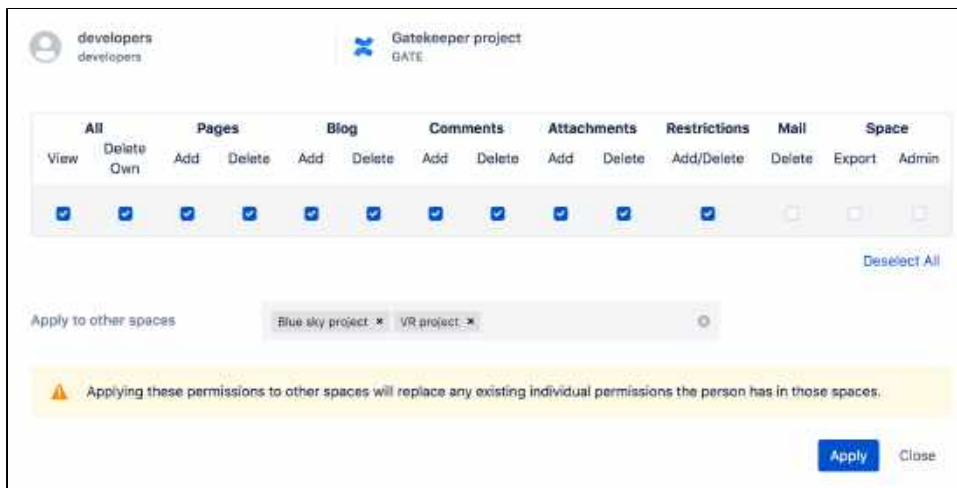 developers
developers
Gatekeeper project
GATE
All Pages Blog Comments Attachments Restrictions Mail Space
View Delete Own Add Delete Add Delete Add Delete Add Delete Add/Delete Delete Export Admin
Deselect All
Apply to other spaces Blue sky project × VR project ×
Applying these permissions to other spaces will replace any existing individual permissions the person has in those spaces.
Apply Close